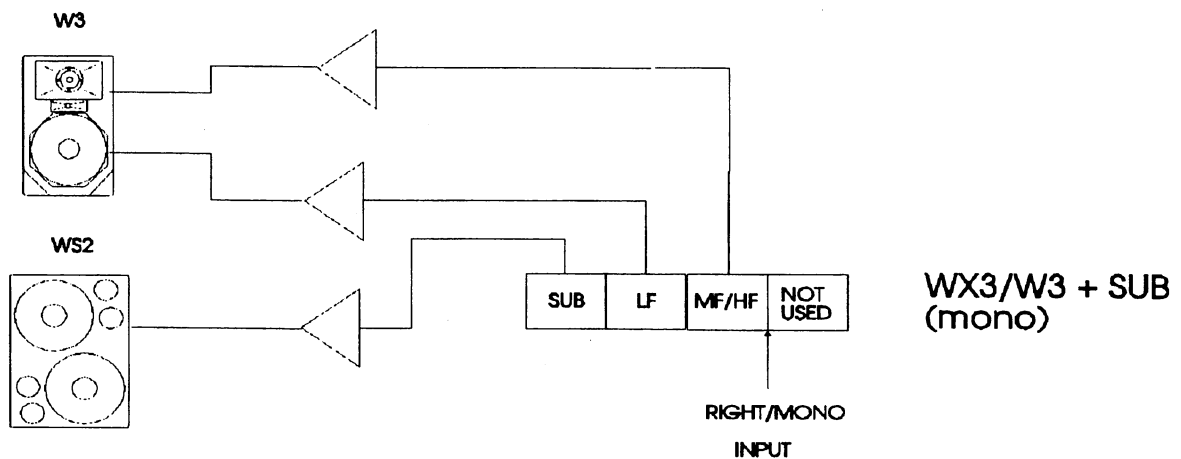 W3
WS2
SUB
LF
MF/HF
NOT
USED
WX3/W3 + SUB
(mono)
RIGHT/MONO
INPUT